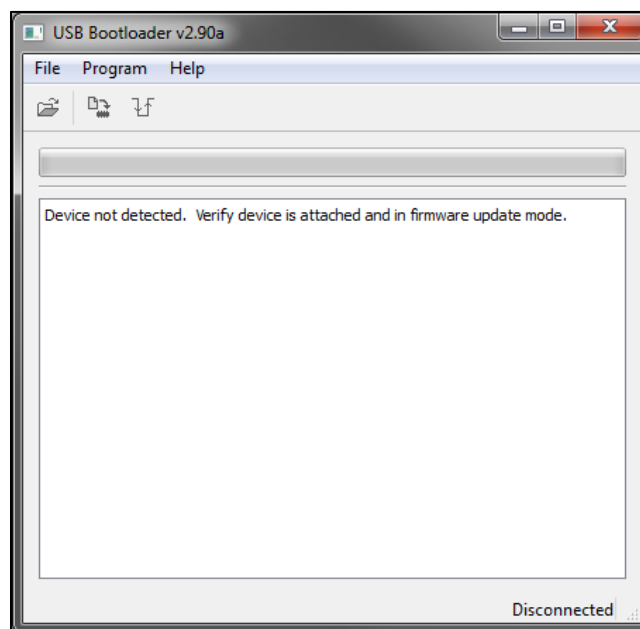 USB Bootloader v2.90a
File Program Help
Device not detected. Verify device is attached and in firmware update mode.
Disconnected